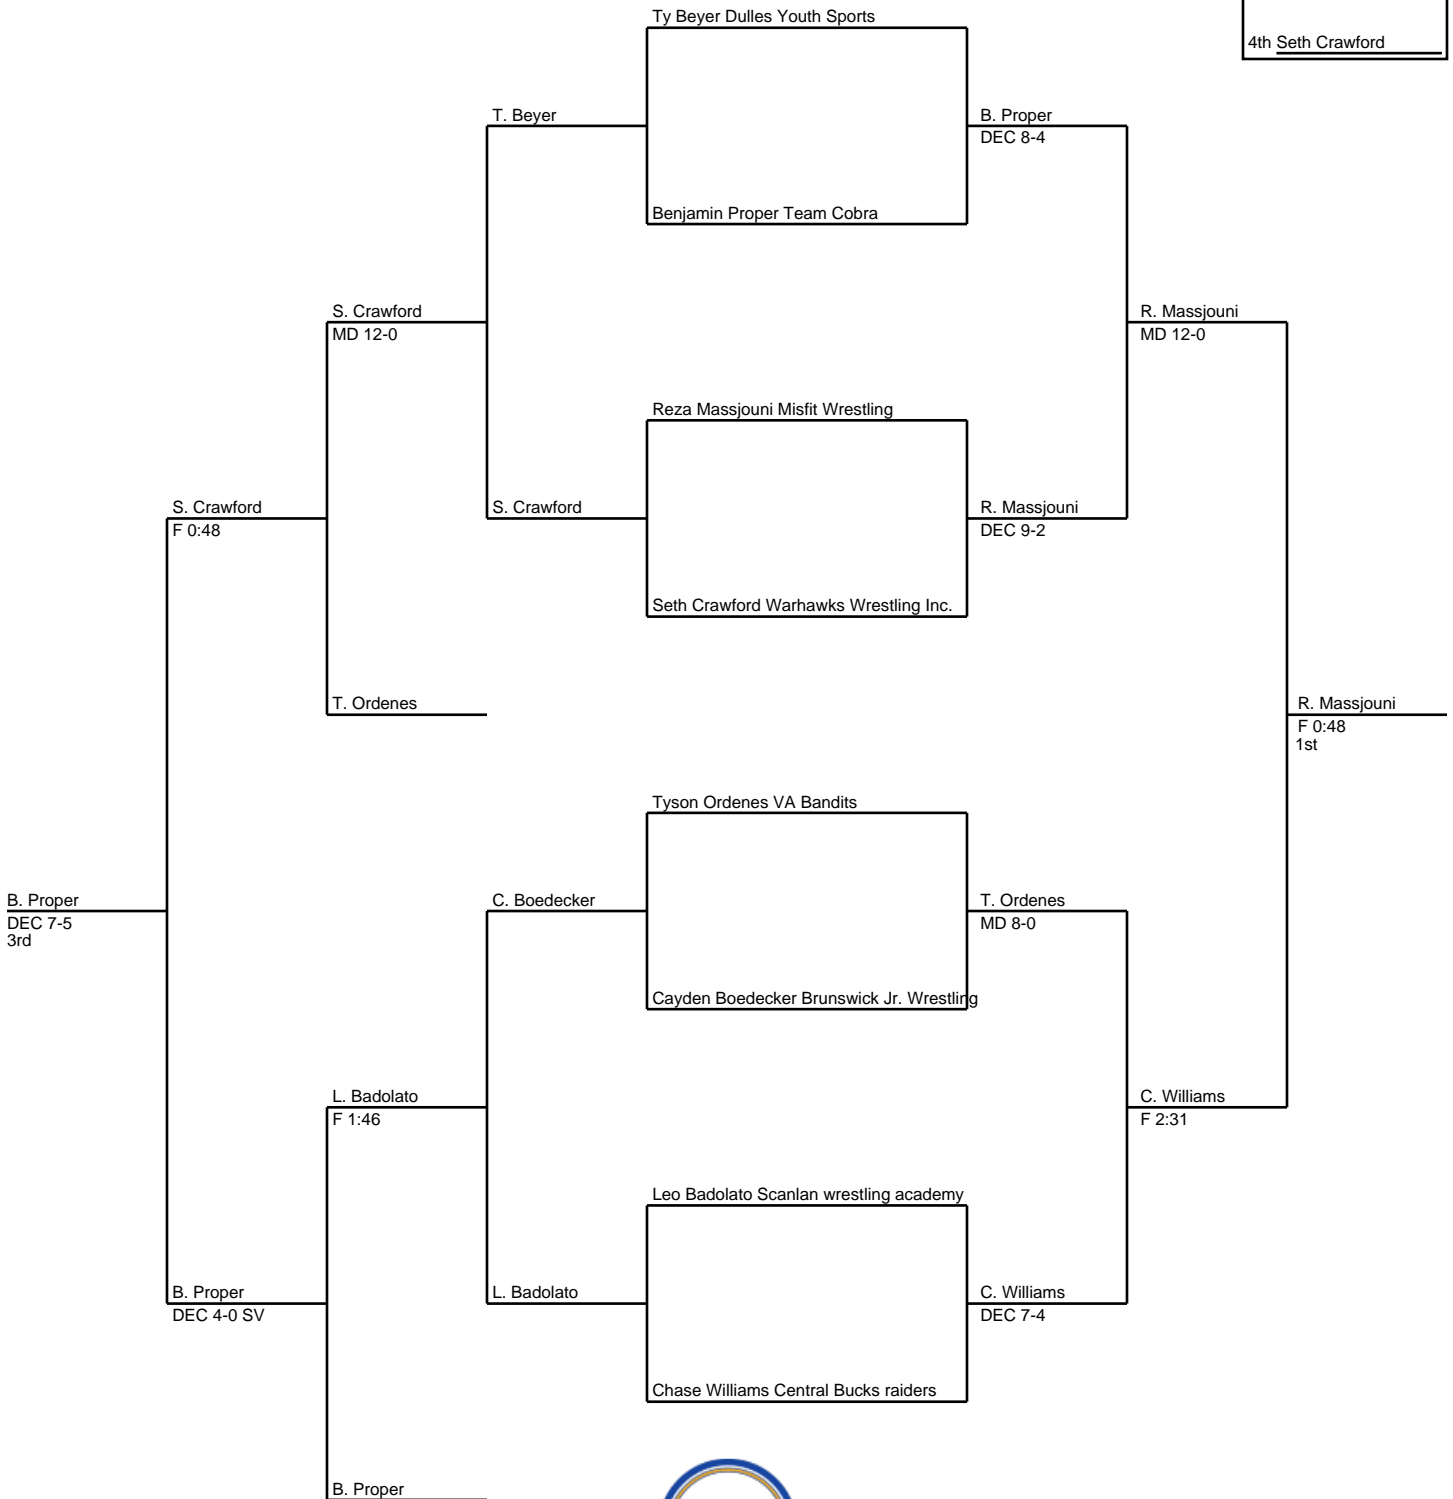 Ty Beyer Dulles Youth Sports
4th Seth Crawford
T. Beyer
B. Proper
DEC 8-4
Benjamin Proper Team Cobra
S. Crawford
MD 12-0
R. Massjouni
MD 12-0
Reza Massjouni Misfit Wrestling
S. Crawford
F 0:48
S. Crawford
R. Massjouni
DEC 9-2
Seth Crawford Warhawks Wrestling Inc.
T. Ordenes
R. Massjouni
F 0:48
1st
Tyson Ordenes VA Bandits
B. Proper
DEC 7-5
3rd
C. Boedecker
T. Ordenes
MD 8-0
Cayden Boedecker Brunswick Jr. Wrestling
L. Badolato
F 1:46
C. Williams
F 2:31
Leo Badolato Scanlan wrestling academy
B. Proper
DEC 4-0 SV
L. Badolato
C. Williams
DEC 7-4
Chase Williams Central Bucks raiders
B. Proper